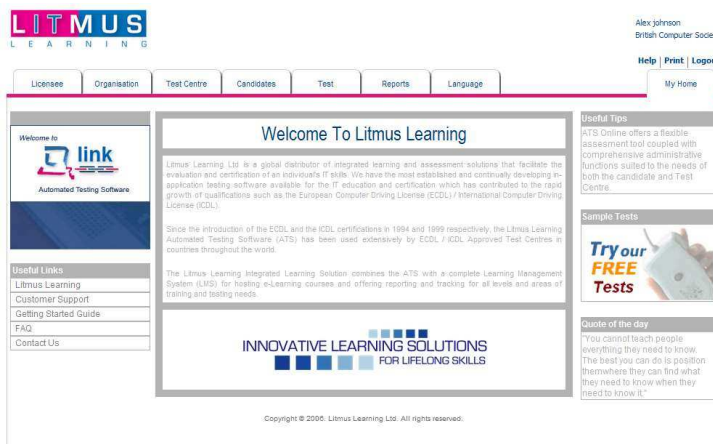 LITMUS
LEARNING
Alex johnson
British Computer Socie
Help | Print | Logou
Licensee
Organisation
Test Centre
Candidates
Test
Reports
Language
My Home
Welcome to
link
Automated Testing Software
Useful Links
Litmus Learning
Customer Support
Getting Started Guide
FAQ
Contact Us
Welcome To Litmus Learning
Litmus Learning Ltd is a global distributor of integrated learning and assessment solutions that facilitate the
evaluation and certification of an individual's IT skills. We have the most established and continually developing in-
application testing software available for the IT education and certification which has contributed to the rapid
growth of qualifications such as the European Computer Driving License (ECDL) / International Computer Driving
License (ICDL).
Since the introduction of the ECDL and the ICDL certifications in 1994 and 1999 respectively, the Litmus Learning
Automated Testing Software (ATS) has been used extensively by ECDL / ICDL Approved Test Centres in
countries throughout the world.
The Litmus Learning Integrated Learning Solution combines the ATS with a complete Learning Management
System (LMS) for hosting e-Learning courses and offering reporting and tracking for all levels and areas of
training and testing needs.
INNOVATIVE LEARNING SOLUTIONS
FOR LIFELONG SKILLS
Useful Tips
ATS Online offers a flexible
assesment tool coupled with
comprehensive administrative
functions suited to the needs of
both the candidate and Test
Centre.
Sample Tests
Try our
FREE
Tests
Quote of the day
"You cannot teach people
everything they need to know.
The best you can do is position
themwhere they can find what
they need to know when they
need to know it."
Copyright © 2006. Litmus Learning Ltd. All rights reserved.